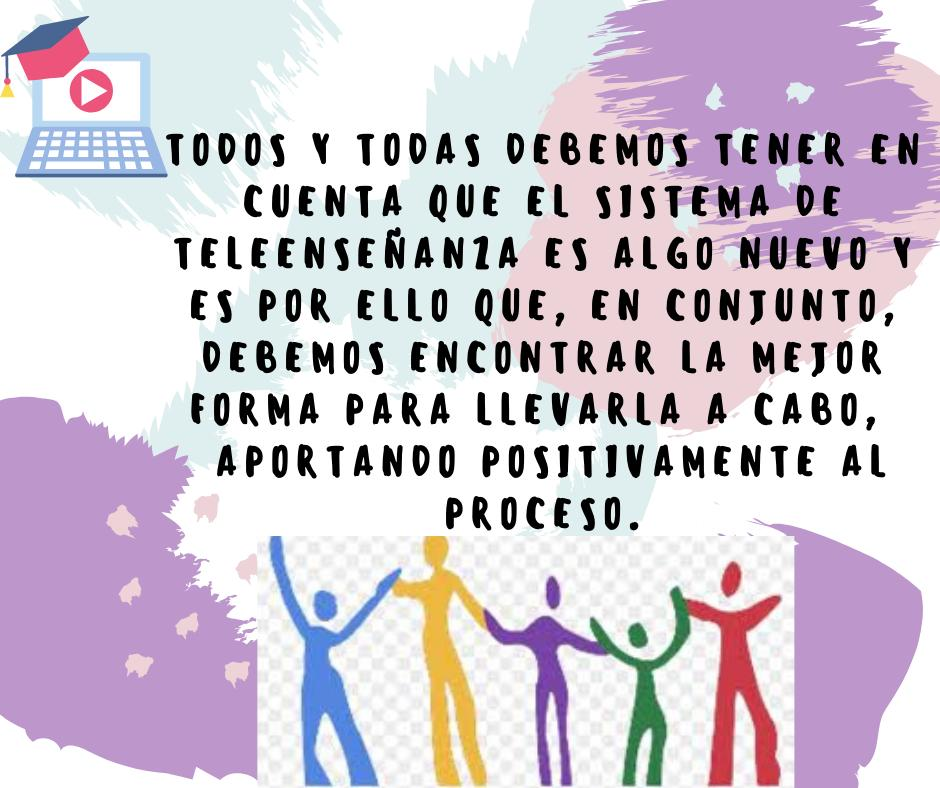 TODOS Y TODAS DEBEMOS TENER EN
CUENTA QUE EL SISTEMA DE
TELEENSEÑANZA ES ALGO NUEVO Y
ES POR ELLO QUE, EN CONJUNTO,
DEBEMOS ENCONTRAR LA MEJOR
FORMA PARA LLEVARLA A CABO,
APORTANDO POSITIVAMENTE AL
PROCESO.